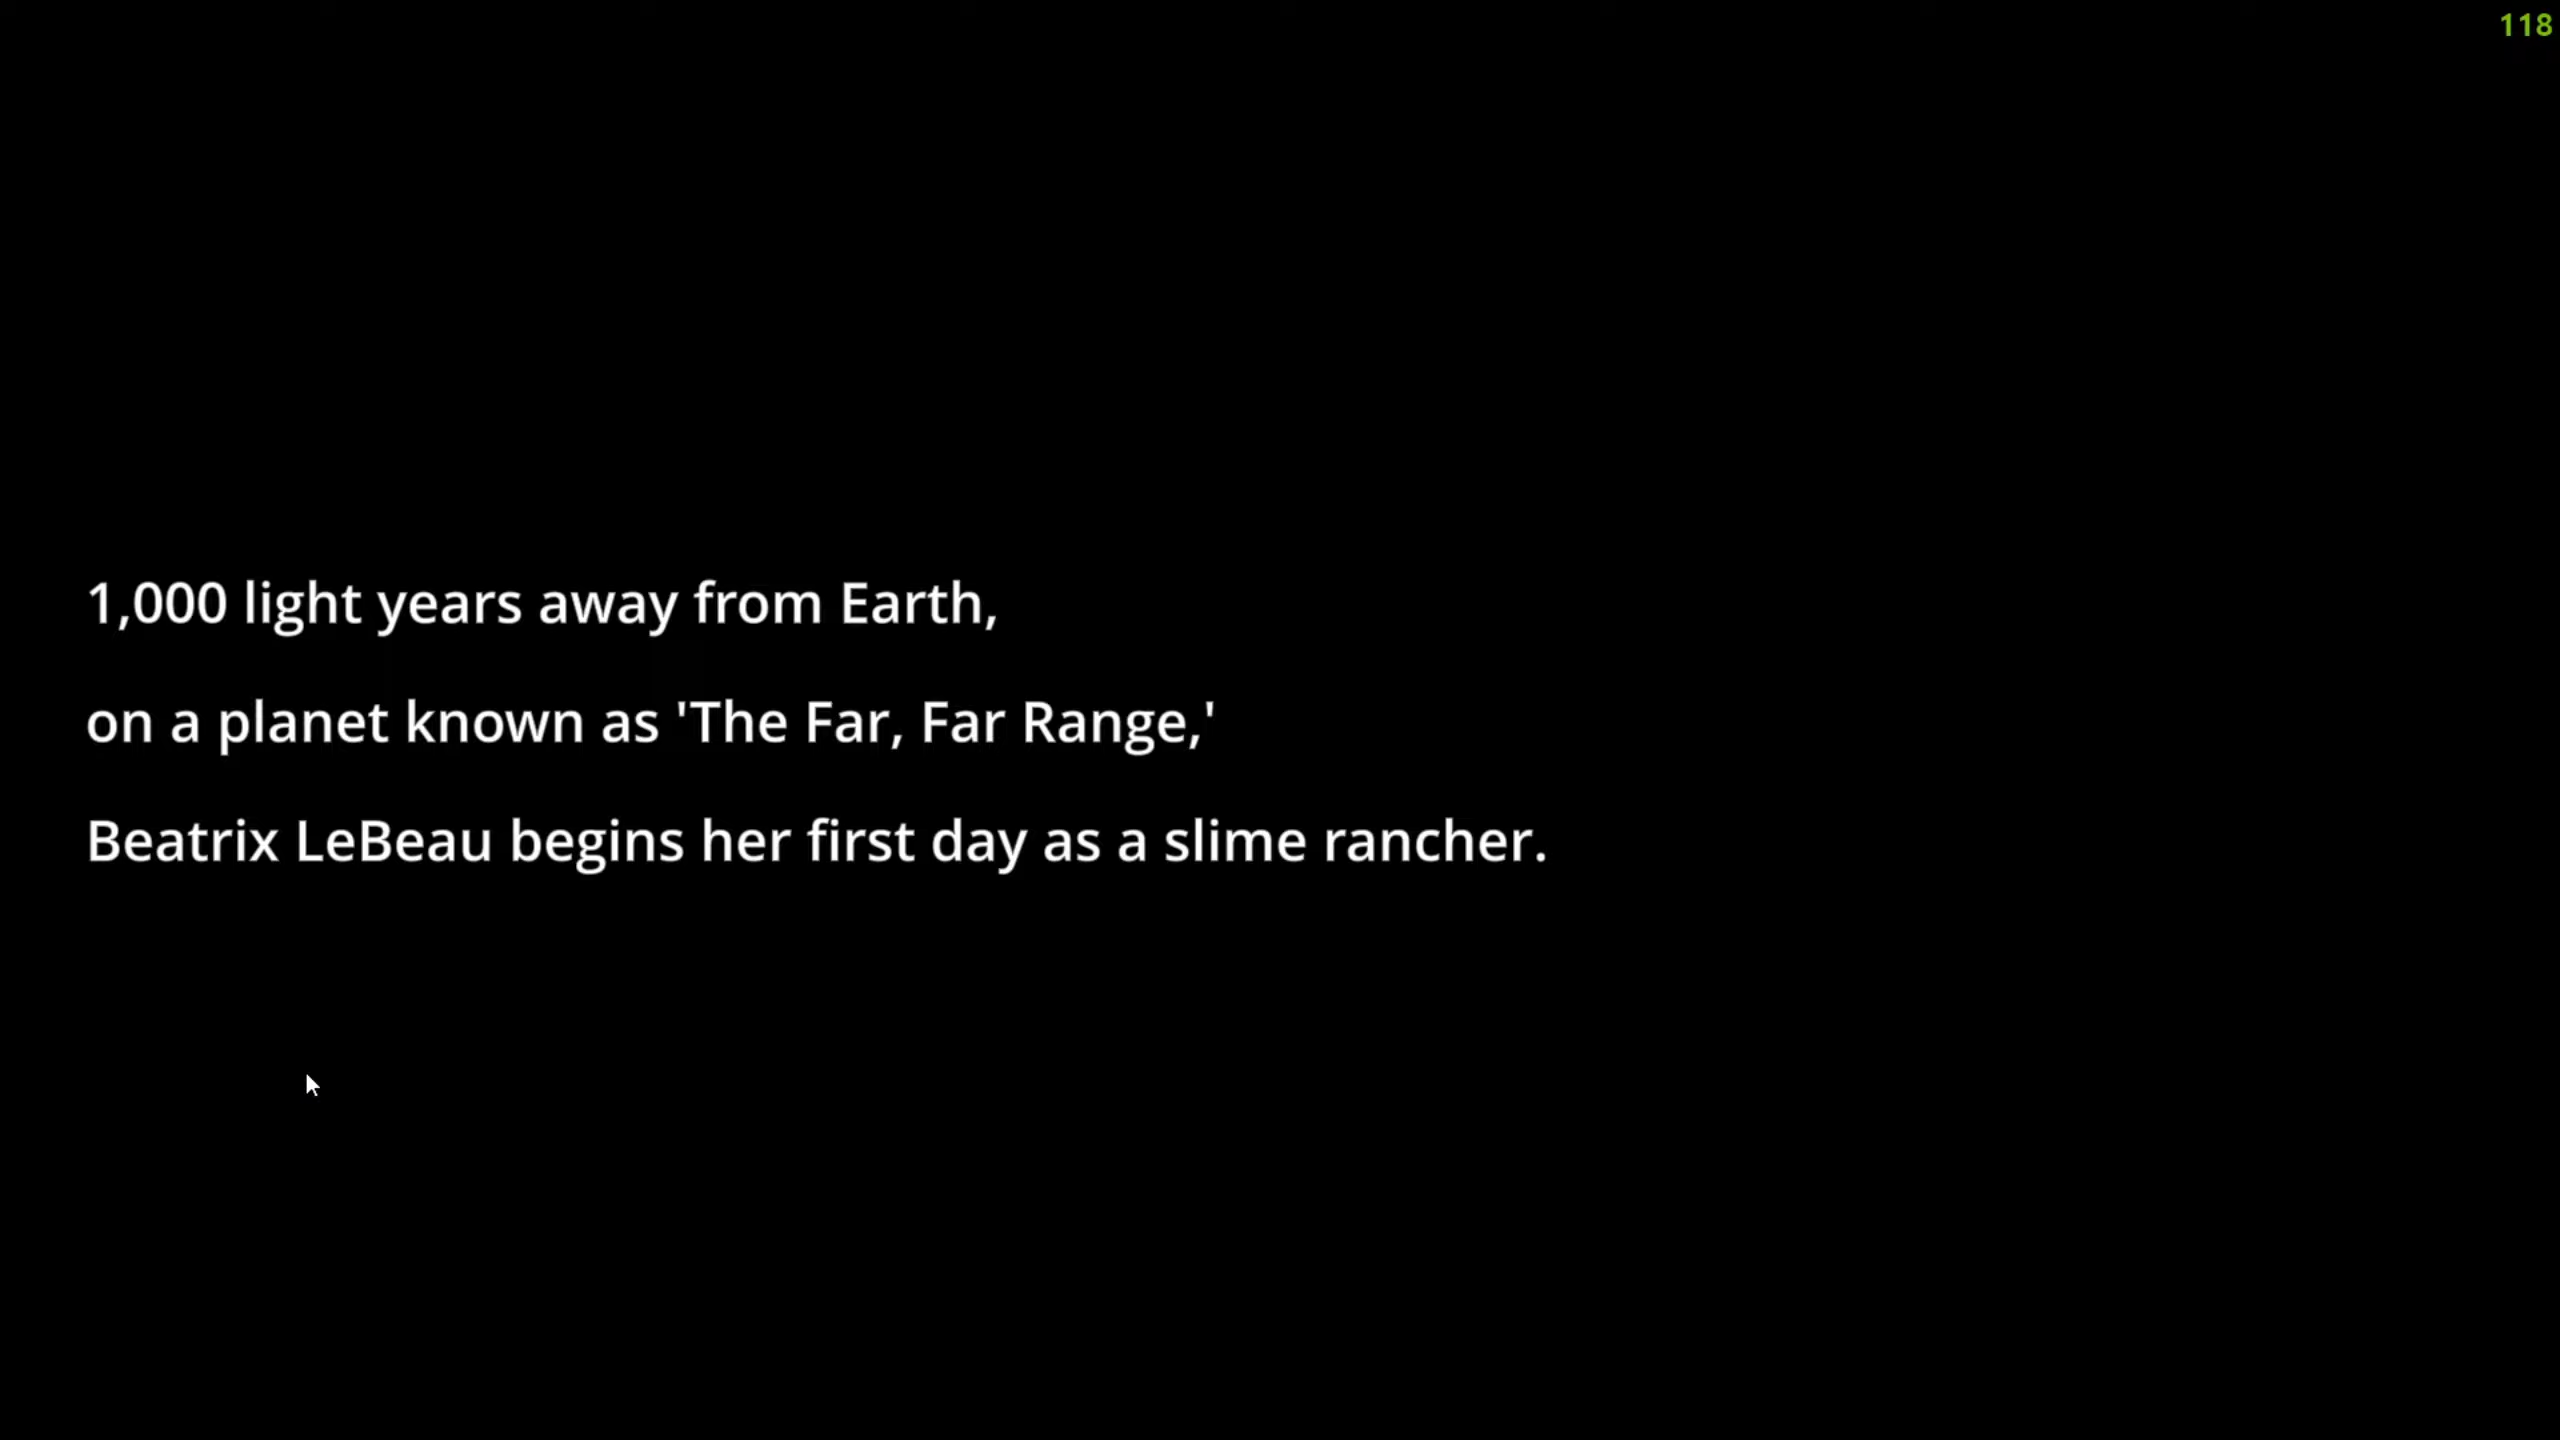 118
1,000 light years away from Earth,
on a planet known as 'The Far, Far Range,'
Beatrix LeBeau begins her first day as a slime rancher.